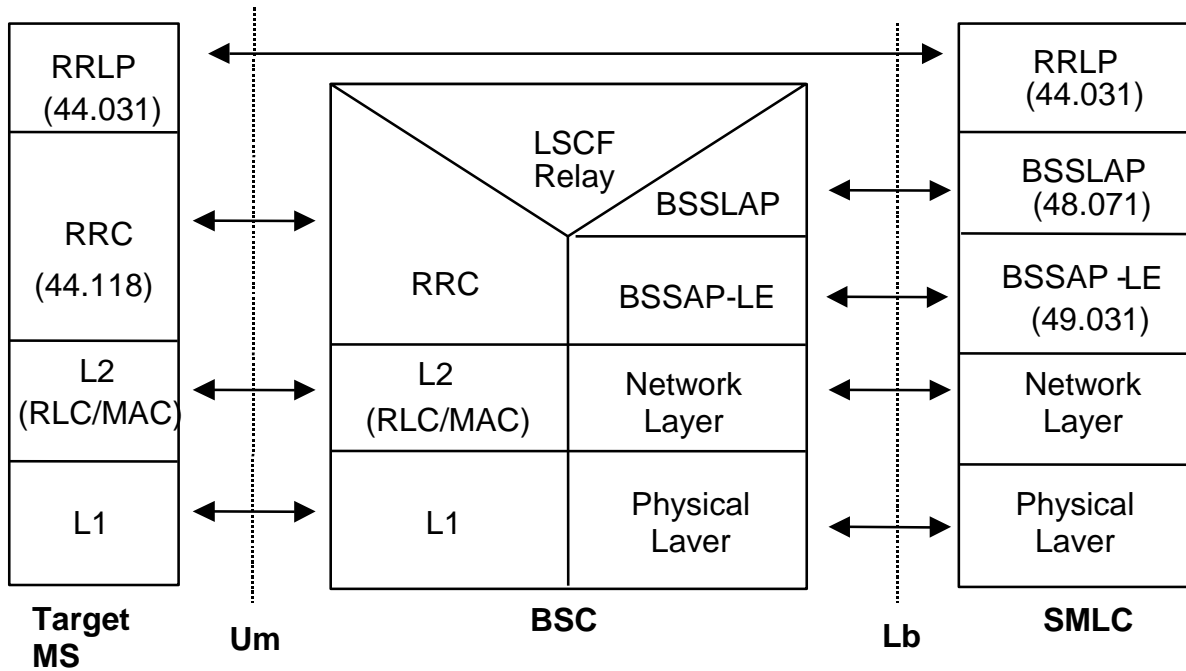 RRLP
(44.031)
RRC
(44.118)
L2
(RLC/MAC)
L1
Target
MS
Um
LSCF
Relay
BSSLAP
RRC
BSSAP-LE
L2
(RLC/MAC)
Network
Layer
L1
Physical
Laver
BSC
Lb
RRLP
(44.031)
BSSLAP
(48.071)
BSSAP -LE
(49.031)
Network
Layer
Physical
Laver
SMLC